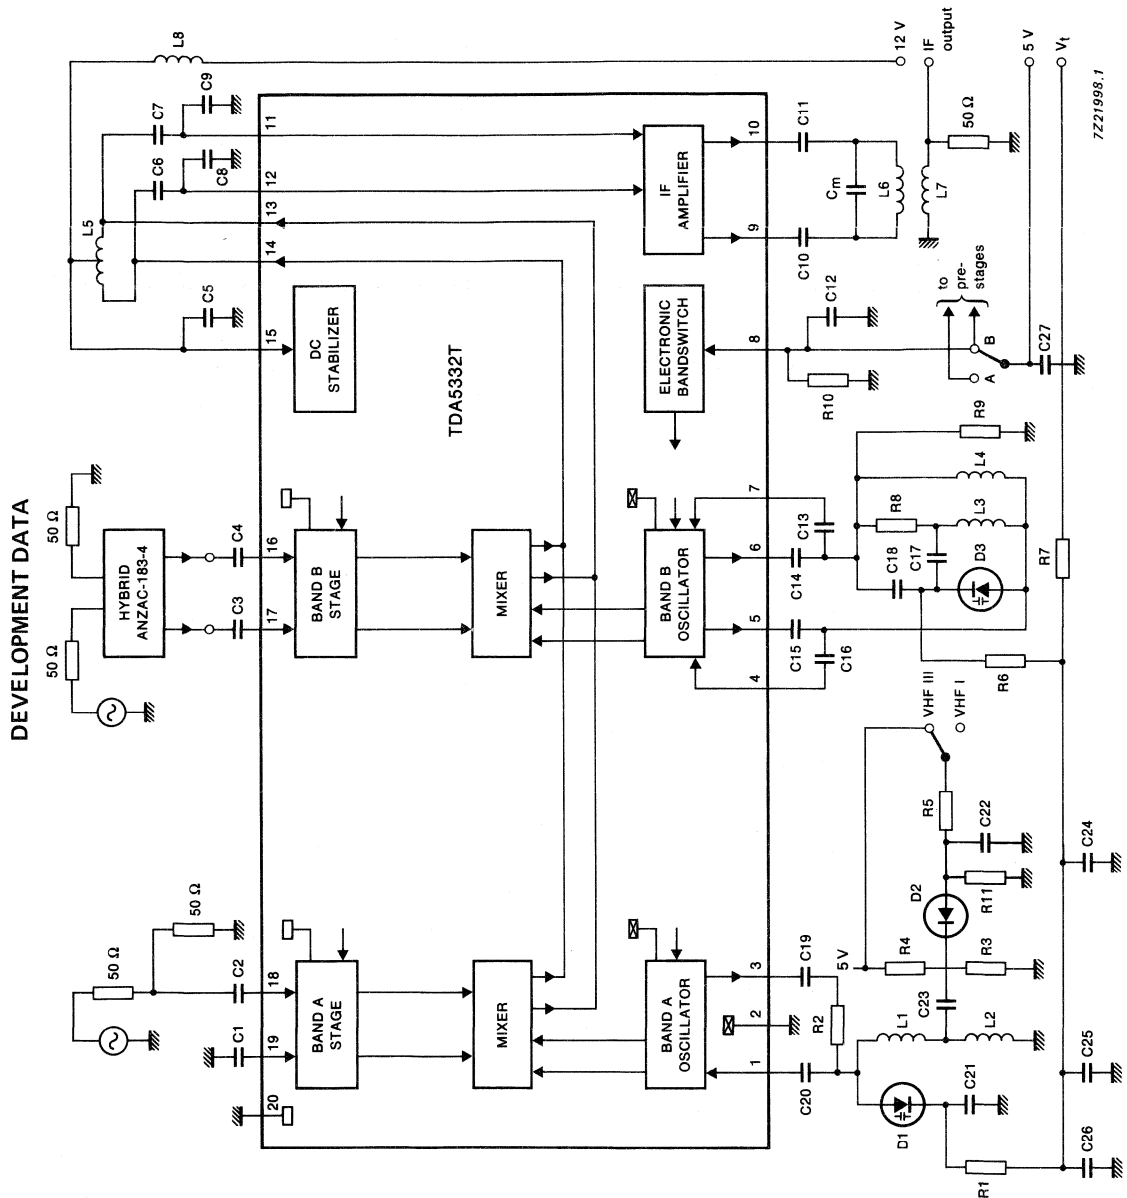 DEVELOPMENT DATA
50 Ω
50 Ω
HYBRID
ANZAC-183-4
C3
C4
17
16
50 Ω
50 Ω
C1
C2
20
19
18
L8
C7
C9
C6
C8
L5
C5
15
14
13
12
11
BAND A
STAGE
BAND B
STAGE
DC
STABILIZER
TDA5332T
MIXER
MIXER
BAND A
OSCILLATOR
BAND B
OSCILLATOR
ELECTRONIC
BANDSWITCH
IF
AMPLIFIER
1
2
3
4
5
6
7
8
9
10
C20
C19
R2
C15
C16
C14
C13
R10
C12
C10
C11
Cm
L6
L7
50 Ω
12 V
IF
output
5 V
Vt
to
pre-
stages
A
B
C27
5 V
D1
C21
R1
C26
L1
L2
C23
C25
R4
R3
D2
R11
C22
R5
C24
VHF III
VHF I
R6
C18
C17
D3
R8
L3
L4
R9
R7
7Z21998.1